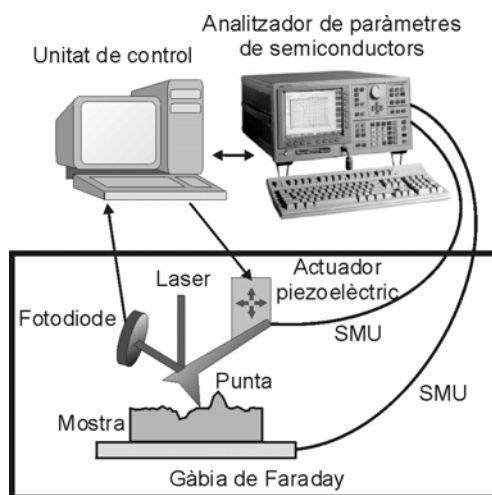 Analitzador de paràmetres
de semiconductors
Unitat de control
Laser
Actuador
piezoelèctric
Fotodiode
SMU
Punta
SMU
Mostra
Gàbia de Faraday